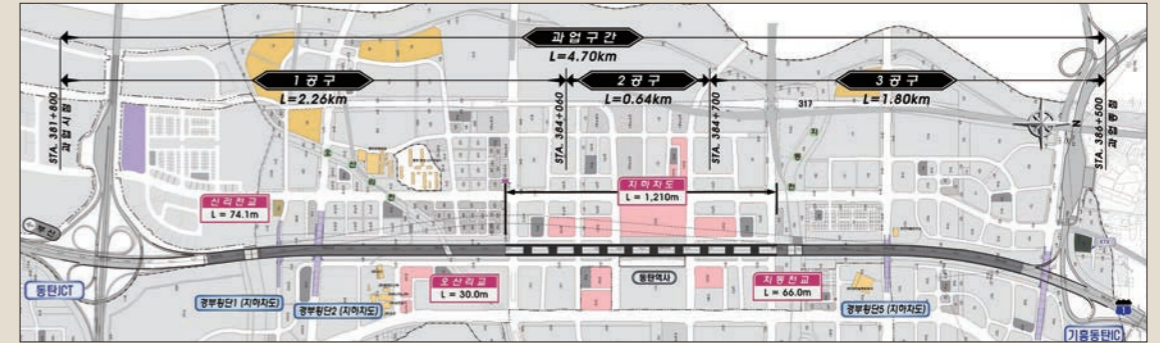 과업구간
L=4.70km
1공구
L=2.26km
2공구
L=0.64km
3공구
L=1.80km
317
STA. 381+800
과업시점
STA. 384+060
STA. 384+700
STA. 386+500
과업종점
N
지하차도
L = 1,210m
신리천교
L = 74.1m
부산
동탄JCT
경부횡단1 (지하차도)
경부횡단2 (지하차도)
오산리교
L = 30.0m
동탄역사
치동천교
L = 66.0m
경부횡단5 (지하차도)
1
기흥동탄IC